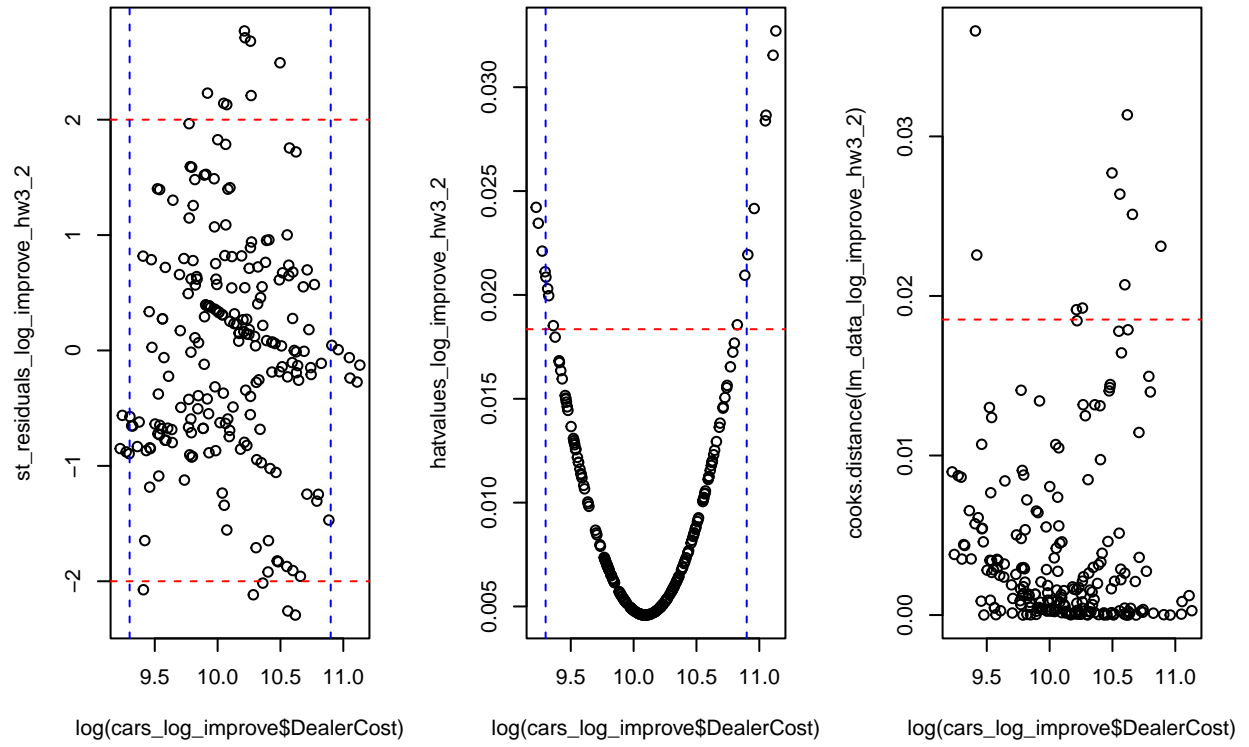 st_residuals_log_improve_hw3_2
2
1
0
-1
-2
9.5 10.0 10.5 11.0
log(cars_log_improve$DealerCost)
hatvalues_log_improve_hw3_2
0.030
0.025
0.020
0.015
0.010
0.005
9.5 10.0 10.5 11.0
log(cars_log_improve$DealerCost)
cooks.distance(lm_data_log_improve_hw3_2)
0.03
0.02
0.01
0.00
9.5 10.0 10.5 11.0
log(cars_log_improve$DealerCost)